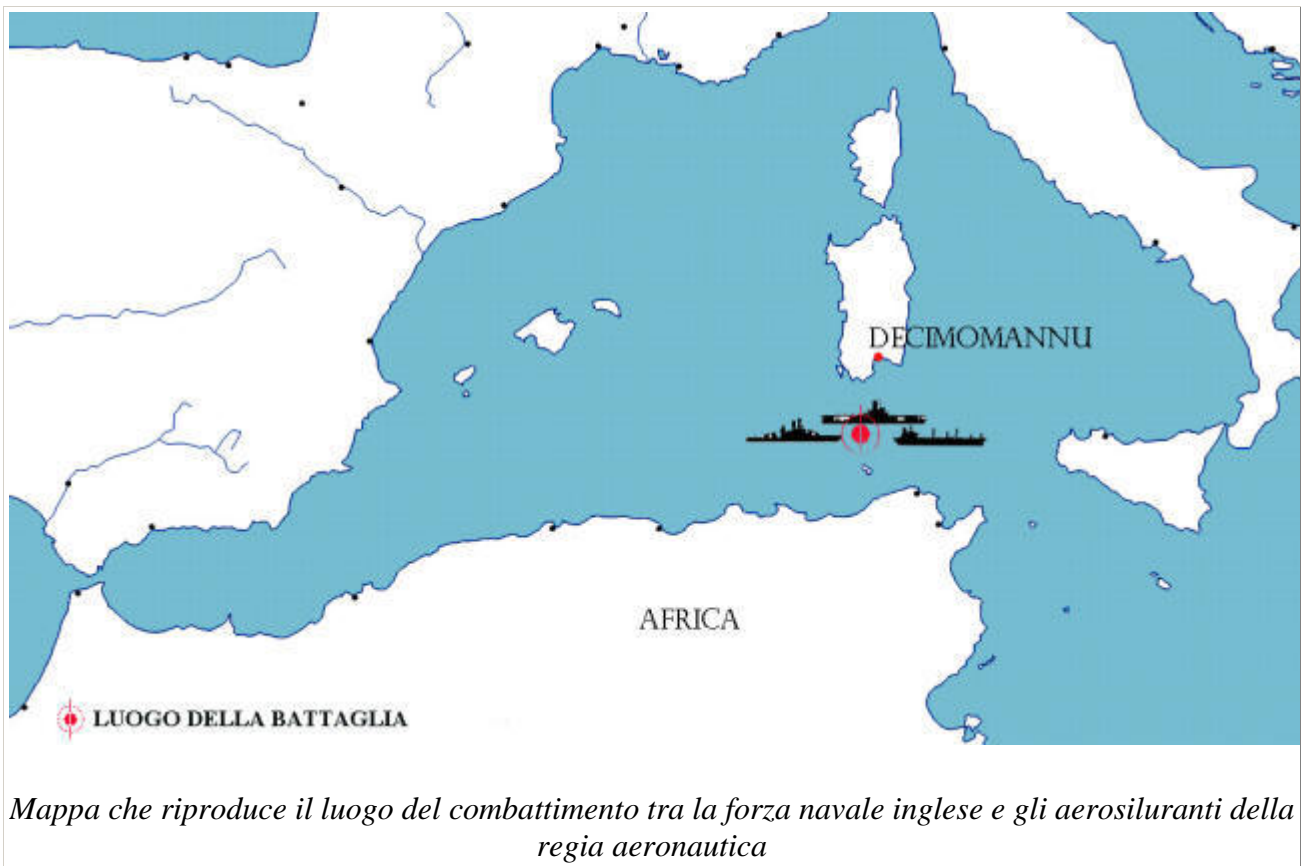 DECIMOMANNU
AFRICA
LUOGO DELLA BATTAGLIA
Mappa che riproduce il luogo del combattimento tra la forza navale inglese e gli aerosiluranti della
regia aeronautica